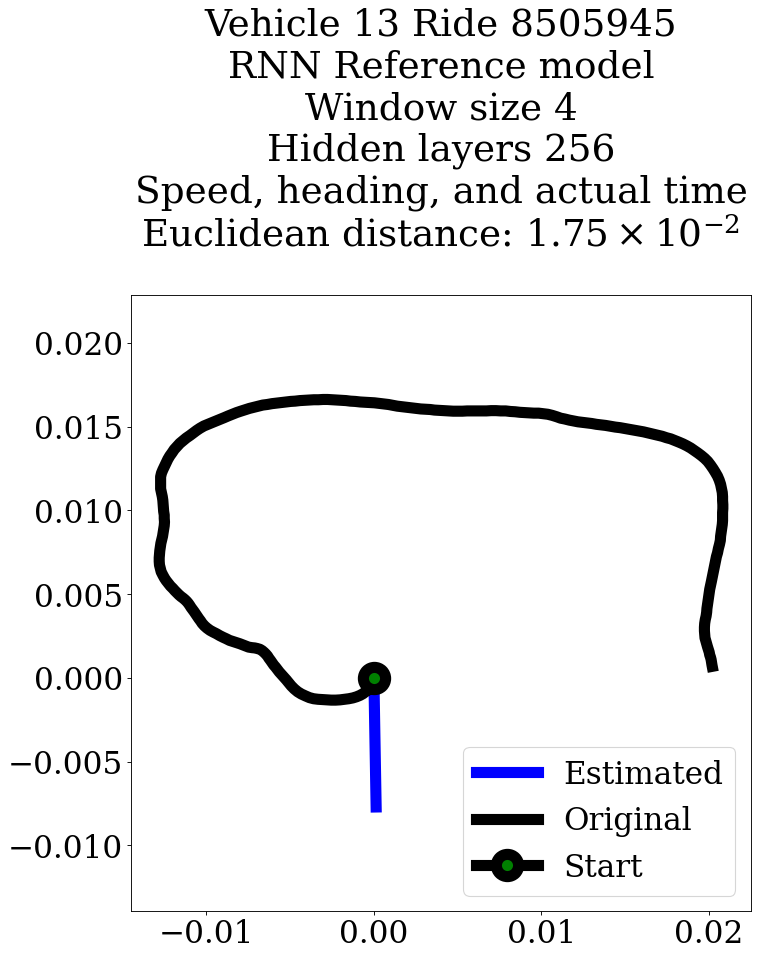 Vehicle 13 Ride 8505945
RNN Reference model
Window size 4
Hidden layers 256
Speed, heading, and actual time
Euclidean distance: 1.75 × 10⁻²
0.020
0.015
0.010
0.005
0.000
−0.005
−0.010
Estimated
Original
Start
−0.01
0.00
0.01
0.02